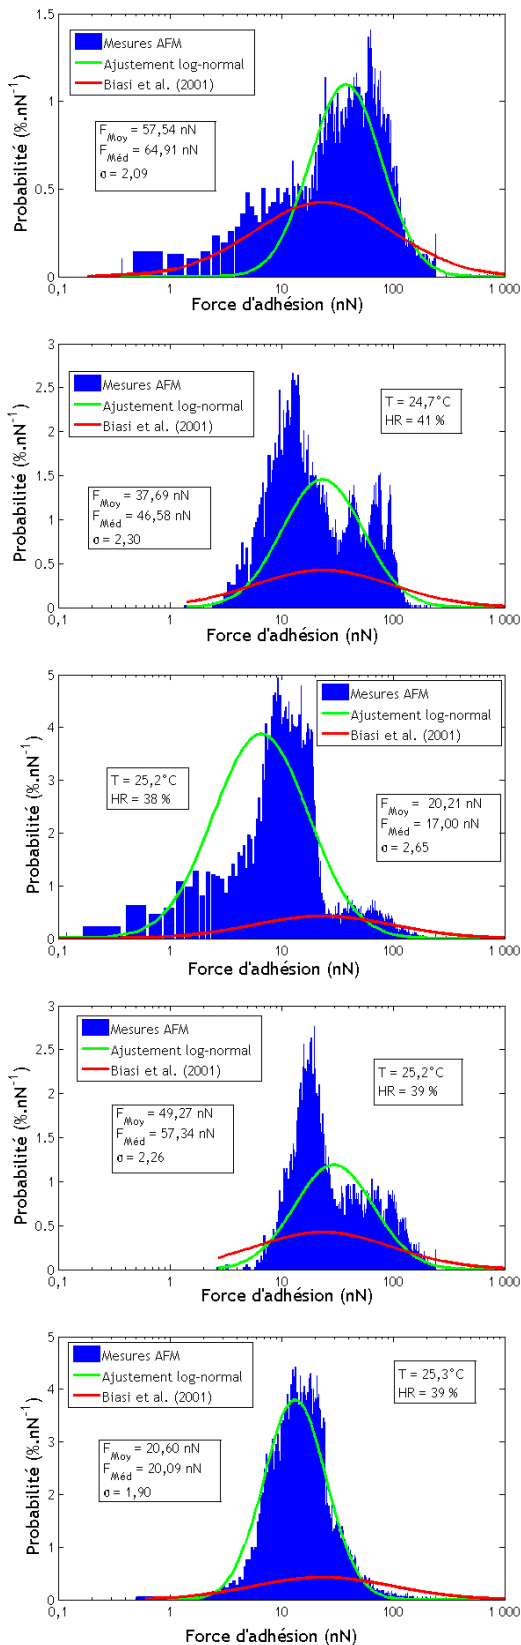 1.5
Mesures AFM
Ajustement log-normal
Biasi et al. (2001)
F_Moy = 57,54 nN
F_Méd = 64,91 nN
σ = 2,09
Probabilité (%.nN⁻¹)
1
0.5
0
0,1
1
10
100
1 000
Force d'adhésion (nN)
3
Mesures AFM
Ajustement log-normal
Biasi et al. (2001)
T = 24,7°C
HR = 41 %
F_Moy = 37,69 nN
F_Méd = 46,58 nN
σ = 2,30
Probabilité (%.nN⁻¹)
2.5
2
1.5
1
0.5
0
0,1
1
10
100
1 000
Force d'adhésion (nN)
5
Mesures AFM
Ajustement log-normal
Biasi et al. (2001)
T = 25,2°C
HR = 38 %
F_Moy = 20,21 nN
F_Méd = 17,00 nN
σ = 2,65
Probabilité (%.nN⁻¹)
4
3
2
1
0
0,1
1
10
100
1 000
Force d'adhésion (nN)
3
Mesures AFM
Ajustement log-normal
Biasi et al. (2001)
T = 25,2°C
HR = 39 %
F_Moy = 49,27 nN
F_Méd = 57,34 nN
σ = 2,26
Probabilité (%.nN⁻¹)
2.5
2
1.5
1
0.5
0
0,1
1
10
100
1 000
Force d'adhésion (nN)
5
Mesures AFM
Ajustement log-normal
Biasi et al. (2001)
T = 25,3°C
HR = 39 %
F_Moy = 20,60 nN
F_Méd = 20,09 nN
σ = 1,90
Probabilité (%.nN⁻¹)
4
3
2
1
0
0,1
1
10
100
1 000
Force d'adhésion (nN)